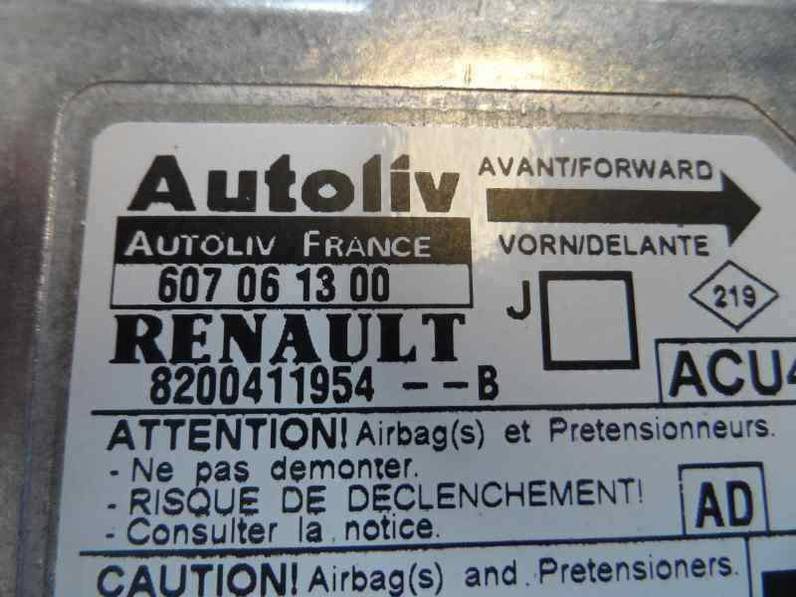 Autoliv
AVANT/FORWARD
AUTOLIV FRANCE
VORN/DELANTE
607 06 13 00
J
219
RENAULT
8200411954 --B
ACU4
ATTENTION! Airbag(s) et Pretensionneurs.
- Ne pas demonter.
- RISQUE DE DECLENCHEMENT!
AD
- Consulter la notice.
CAUTION! Airbag(s) and Pretensioners.